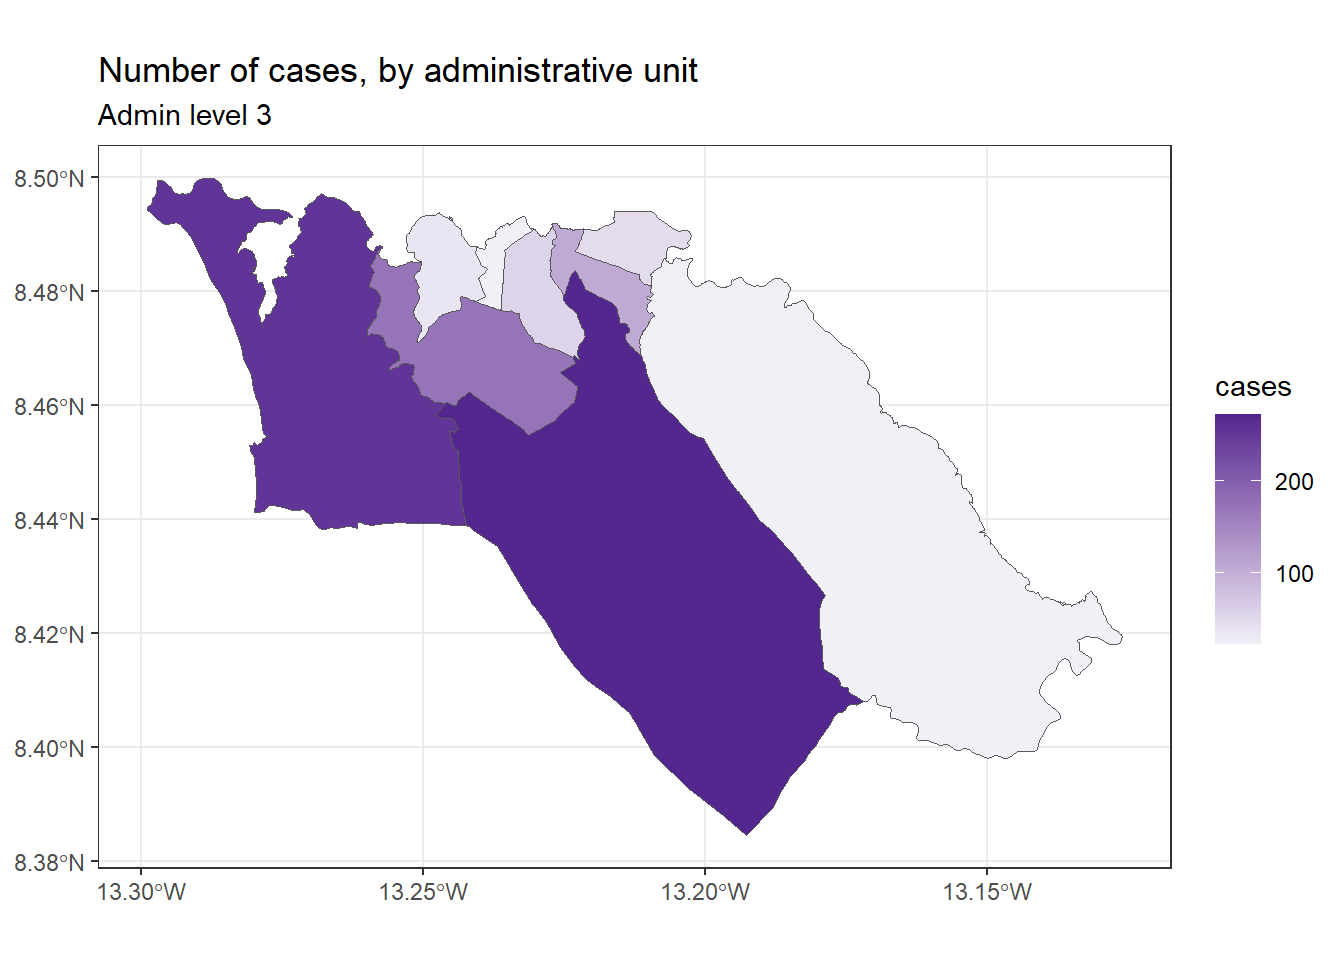 Number of cases, by administrative unit
Admin level 3
8.50°N
8.48°N
8.46°N
8.44°N
8.42°N
8.40°N
8.38°N
13.30°W
13.25°W
13.20°W
13.15°W
cases
200
100